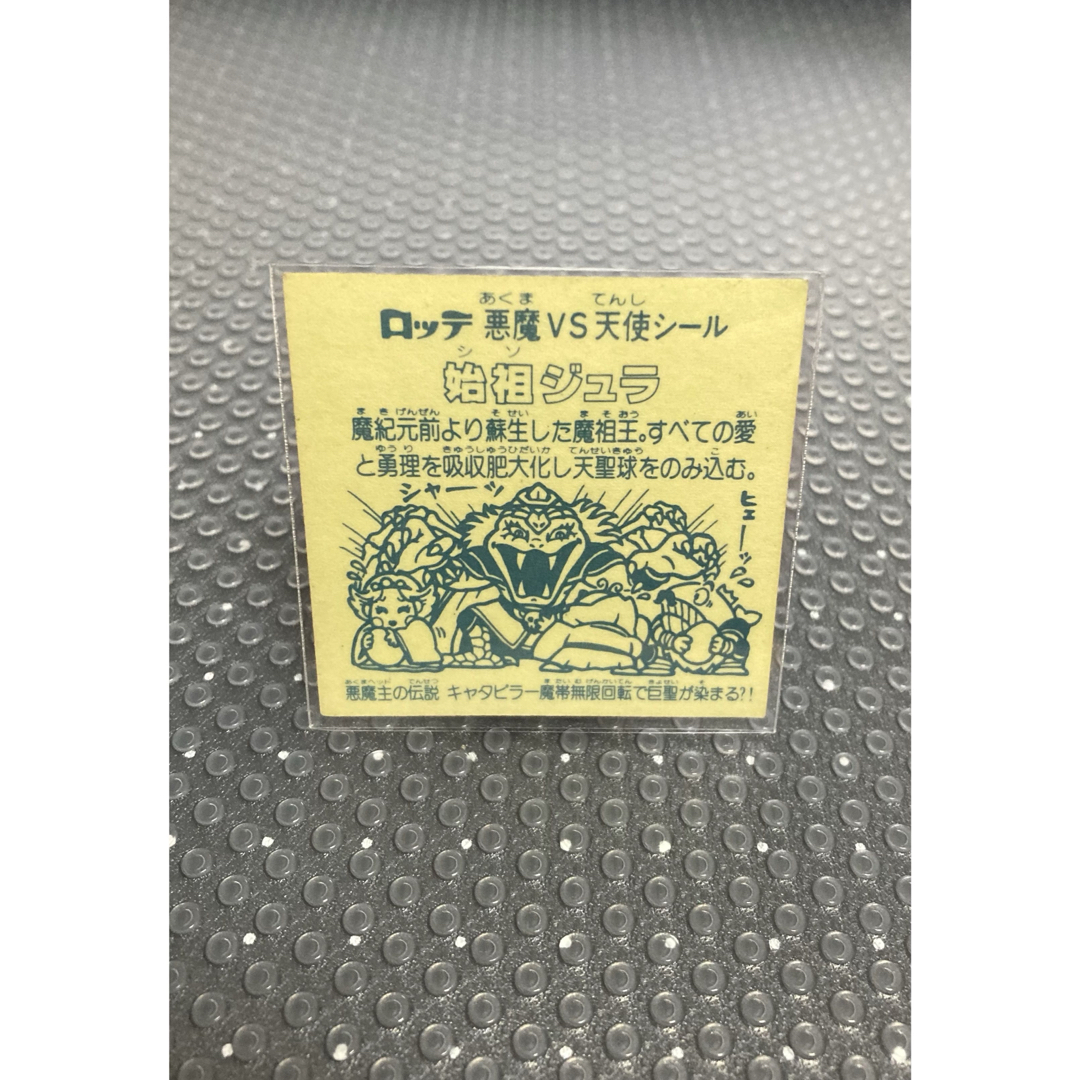 あくま てんし
ロッテ 悪魔VS天使シール
シ ソ
始祖ジュラ
ま き げんぜん そ せい ま そ おう あい
魔紀元前より蘇生した魔祖王。すべての愛
ゆう り きゅうしゅうひだいか てんせいきゅう こ
と勇理を吸収肥大化し天聖球をのみ込む。
シャーッ
ヒェーッ
あくまヘッド でんせつ ま たい む げんかいてん きょせい そ
悪魔主の伝説 キャタピラー魔帯無限回転で巨聖が染まる?!